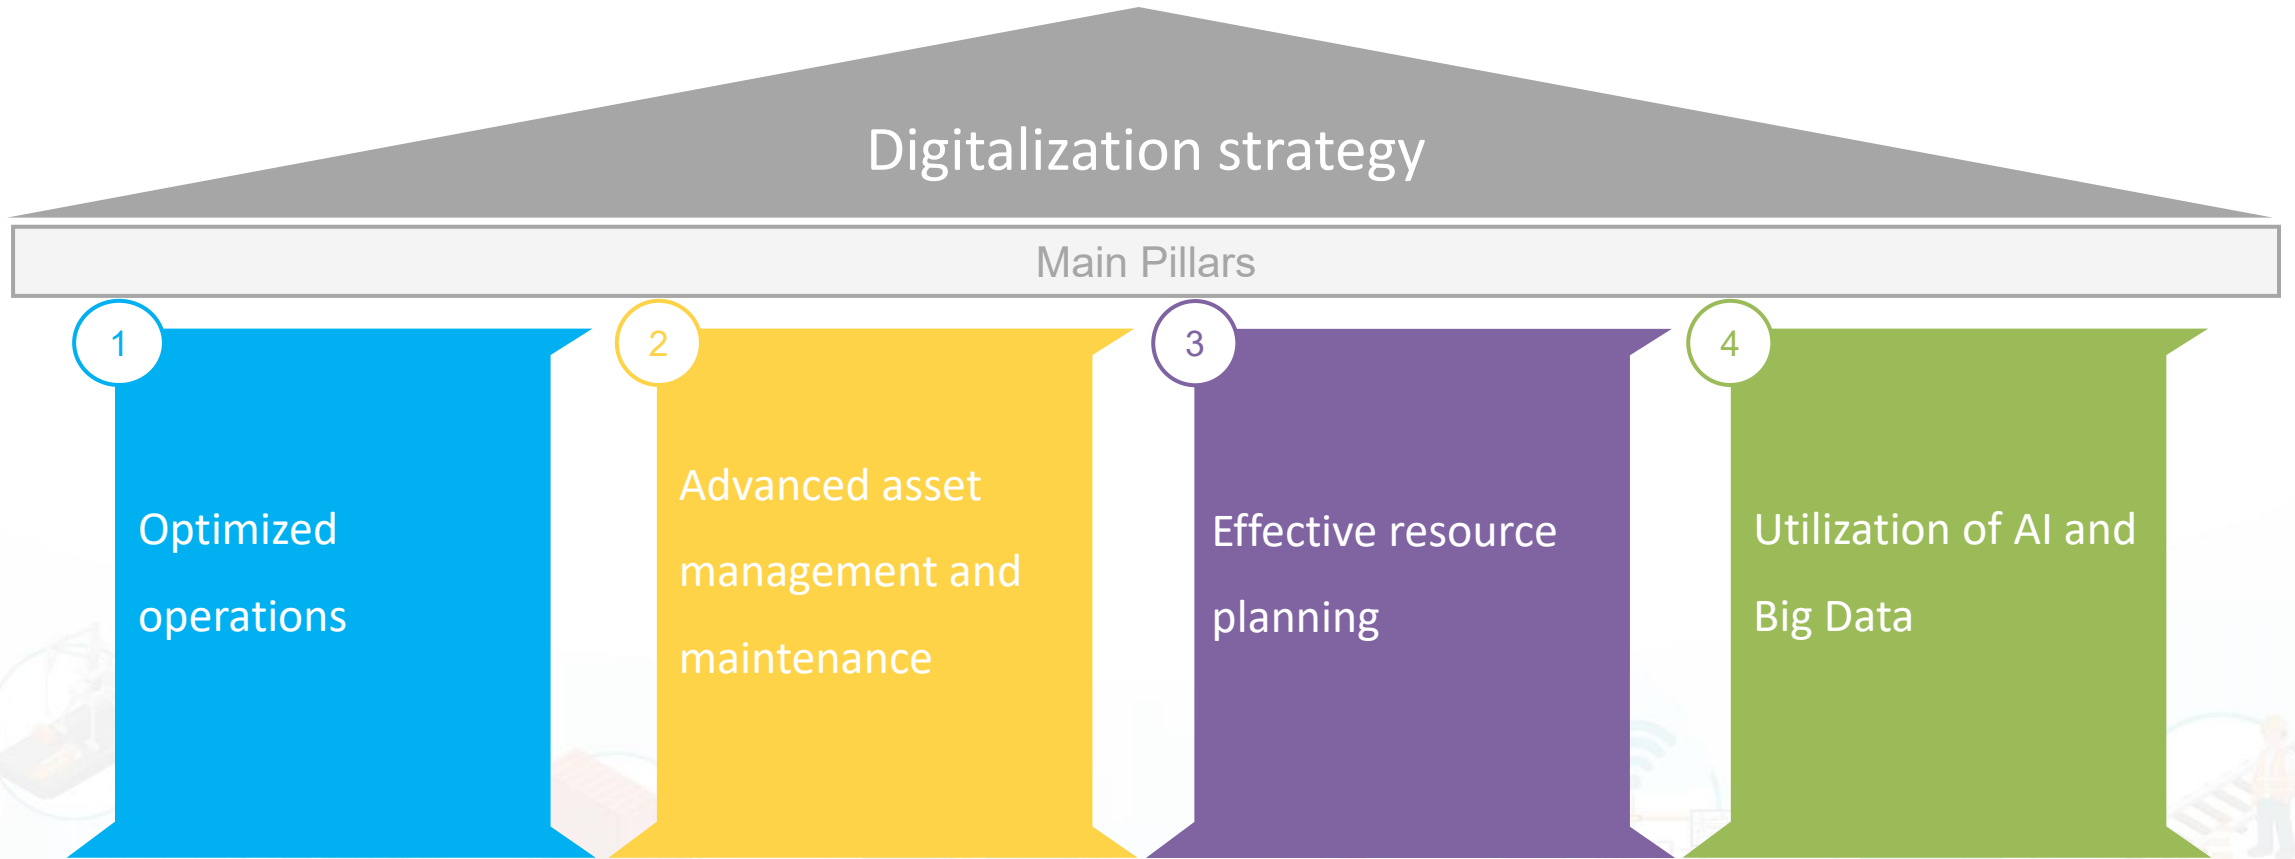 Digitalization strategy
Main Pillars
1
Optimized
operations
2
Advanced asset
management and
maintenance
3
Effective resource
planning
4
Utilization of AI and
Big Data